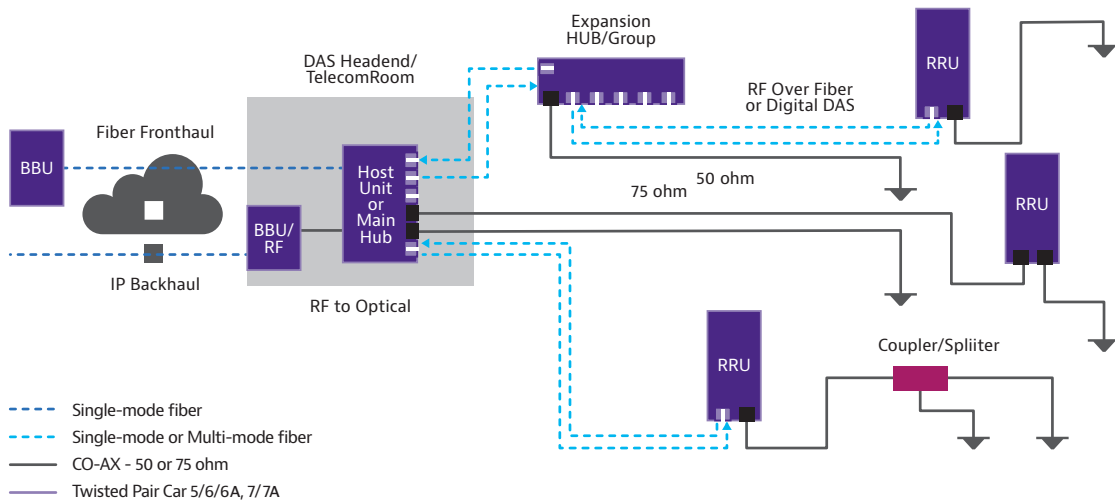 Expansion
HUB/Group
DAS Headend/
TelecomRoom
RRU
RF Over Fiber
or Digital DAS
Fiber Fronthaul
BBU
Host
Unit
or
Main
Hub
50 ohm
75 ohm
RRU
BBU/
RF
IP Backhaul
RF to Optical
RRU
Coupler/Spliiter
Single-mode fiber
Single-mode or Multi-mode fiber
CO-AX - 50 or 75 ohm
Twisted Pair Car 5/6/6A, 7/7A